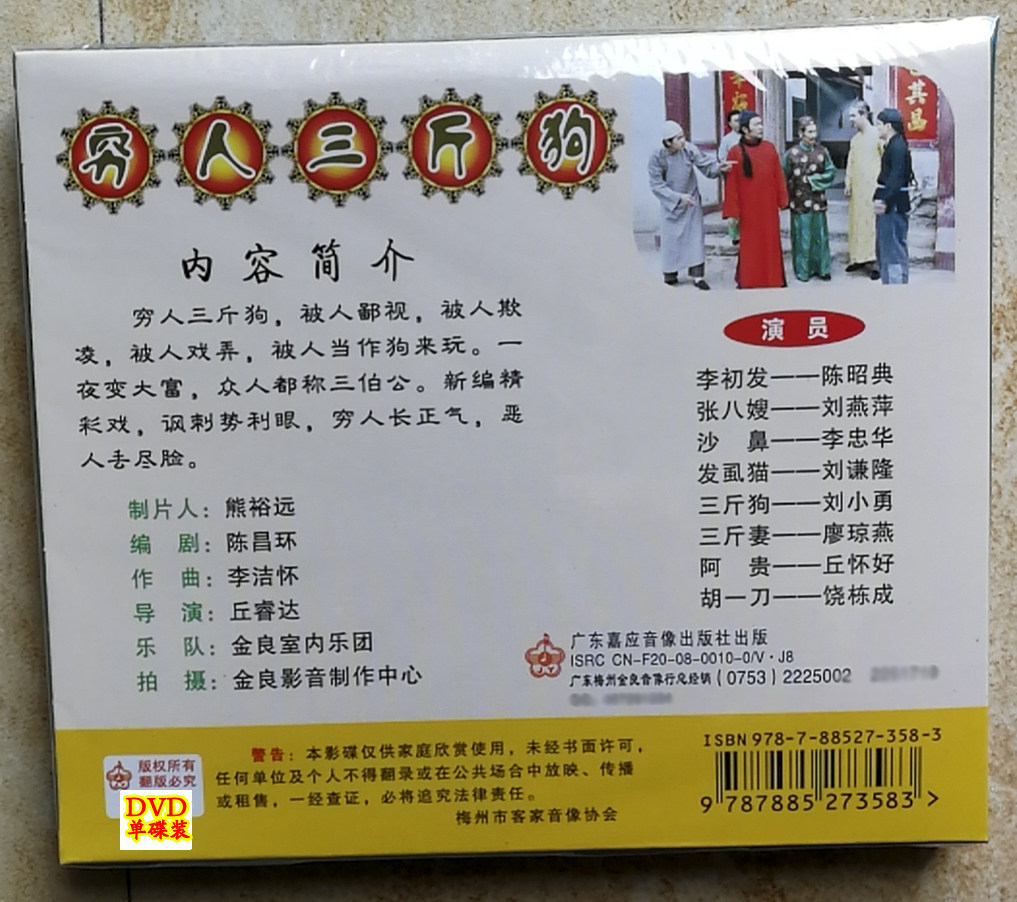 穷人三斤狗
其昌
内容简介
穷人三斤狗，被人鄙视，被人欺
凌，被人戏弄，被人当作狗来玩。一
夜变大富，众人都称三伯公。新编精
彩戏，讽刺势利眼，穷人长正气，恶
人丢尽脸。
制片人：熊裕远
编 剧：陈昌环
作 曲：李洁怀
导 演：丘睿达
乐 队：金良室内乐团
拍 摄：金良影音制作中心
演 员
李初发——陈昭典
张八嫂——刘燕萍
沙 鼻——李忠华
发虱猫——刘谦隆
三斤狗——刘小勇
三斤妻——廖琼燕
阿 贵——丘怀好
胡一刀——饶栋成
广东嘉应音像出版社出版
ISRC CN-F20-08-0010-0/V·J8
广东梅州金良音像行总经销（0753）2225002
版权所有
翻版必究
DVD
单碟装
警告：本影碟仅供家庭欣赏使用，未经书面许可，
任何单位及个人不得翻录或在公共场合中放映、传播
或租售，一经查证，必将追究法律责任。
梅州市客家音像协会
ISBN 978-7-88527-358-3
9 787885 273583 >